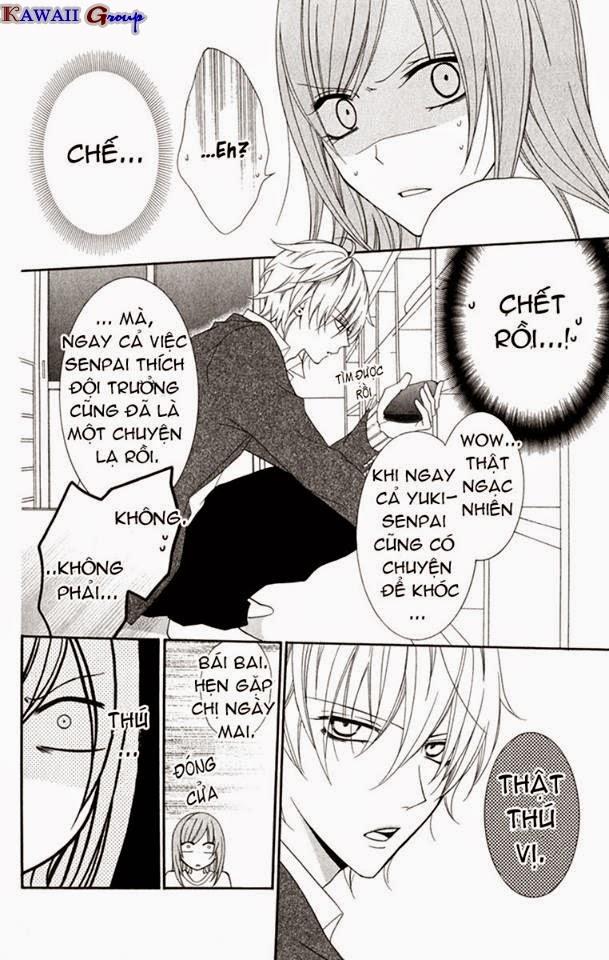 KAWAII Group
...Eh?
CHẾ...
CHẾT
RỒI...!
WOW...
THẬT
NGẠC
NHIÊN
KHI NGAY
CẢ YUKI-
SENPAI
CŨNG CÓ
CHUYỆN
ĐỂ KHÓC
...
TÌM ĐƯỢC
RỒI
... MÀ,
NGAY CẢ VIỆC
SENPAI THÍCH
ĐỘI TRƯỞNG
CŨNG ĐÃ LÀ
MỘT CHUYỆN
LẠ RỒI.
KHÔNG,
..KHÔNG
PHẢI...
THẬT
THÚ
VỊ.
BÁI BAI.
HẸN GẶP
CHỊ NGÀY
MAI.
ĐÓNG
CỬA
THÚ
...